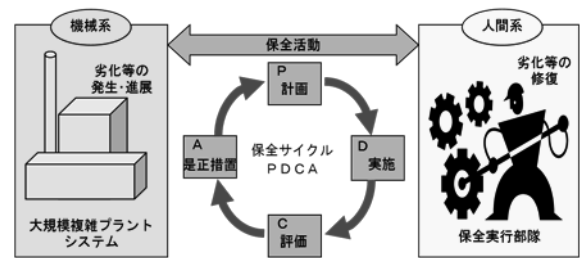 機械系
劣化等の
発生・進展
大規模複雑プラント
システム
保全活動
P
計画
A
是正措置
保全サイクル
PDCA
D
実施
C
評価
人間系
劣化等の
修復
保全実行部隊